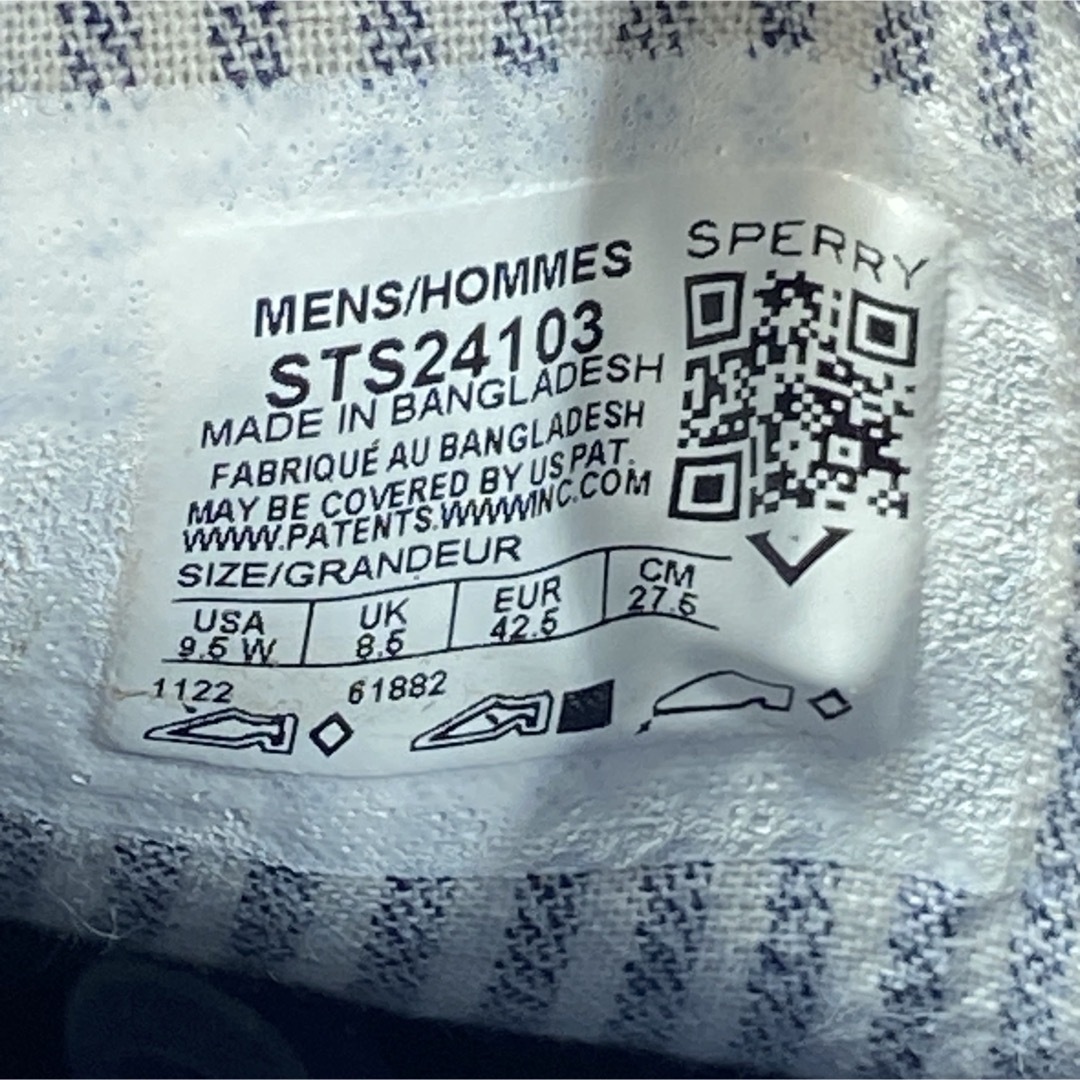 SPERRY
MENS/HOMMES
STS24103
MADE IN BANGLADESH
FABRIQUÉ AU BANGLADESH
MAY BE COVERED BY US PAT.
WWW.PATENTS.WWWINC.COM
SIZE/GRANDEUR
USA UK EUR CM
9.5 W 8.5 42.5 27.5
1122 61882